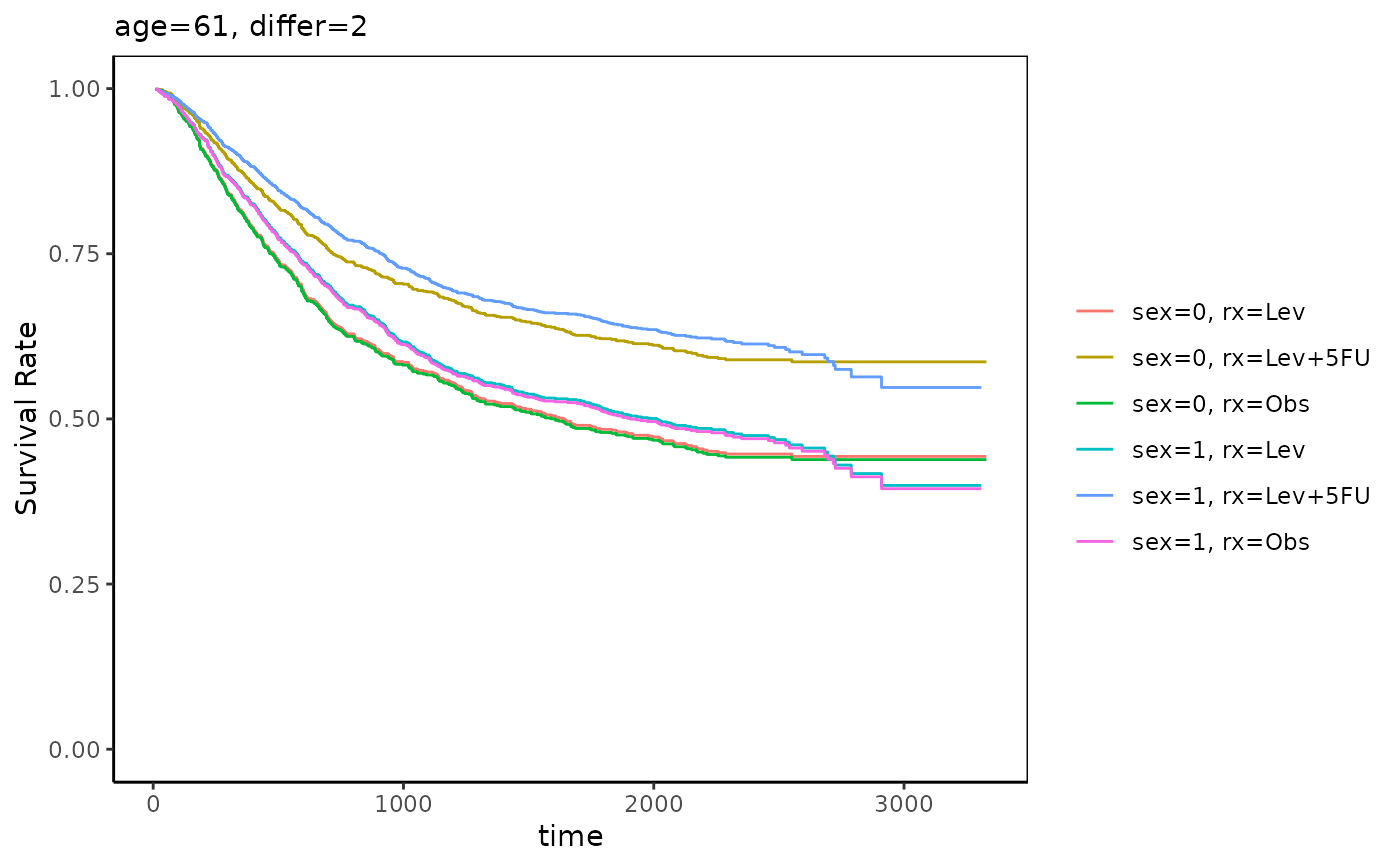 age=61, differ=2
Survival Rate
1.00
0.75
0.50
0.25
0.00
0
1000
2000
3000
time
sex=0, rx=Lev
sex=0, rx=Lev+5FU
sex=0, rx=Obs
sex=1, rx=Lev
sex=1, rx=Lev+5FU
sex=1, rx=Obs